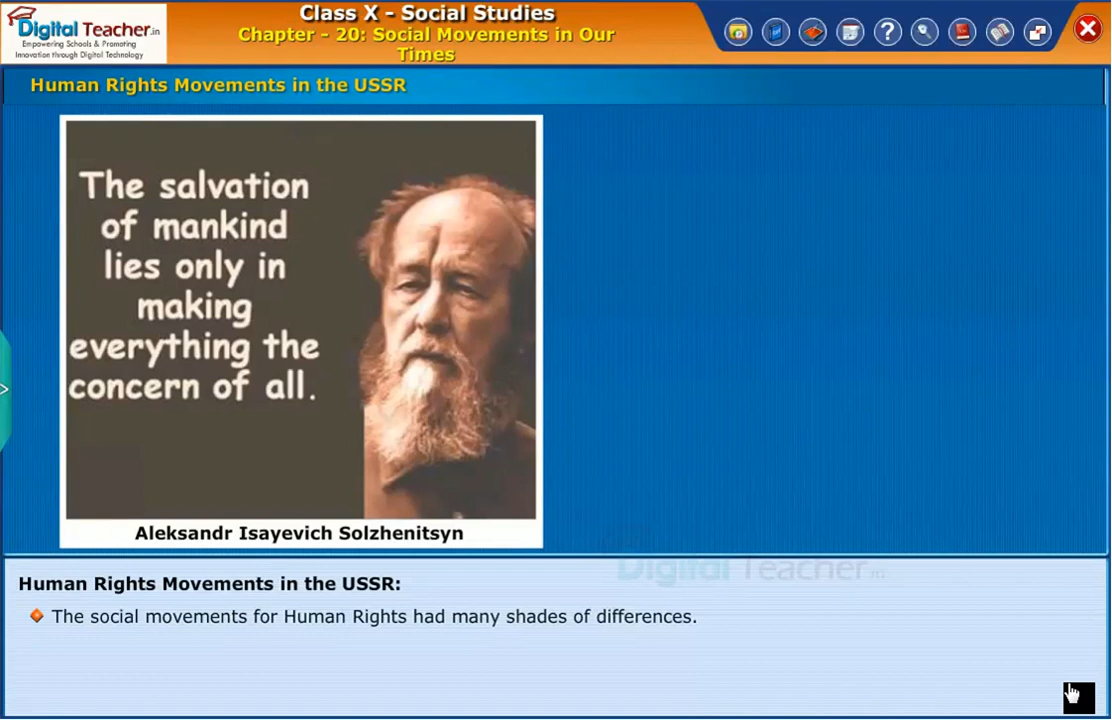 Digital Teacher.in
Empowering Schools & Promoting
Innovation through Digital Technology
Class X - Social Studies
Chapter - 20: Social Movements in Our
Times
Human Rights Movements in the USSR
The salvation
of mankind
lies only in
making
everything the
concern of all.
Aleksandr Isayevich Solzhenitsyn
Digital Teacher.in
Human Rights Movements in the USSR:
The social movements for Human Rights had many shades of differences.